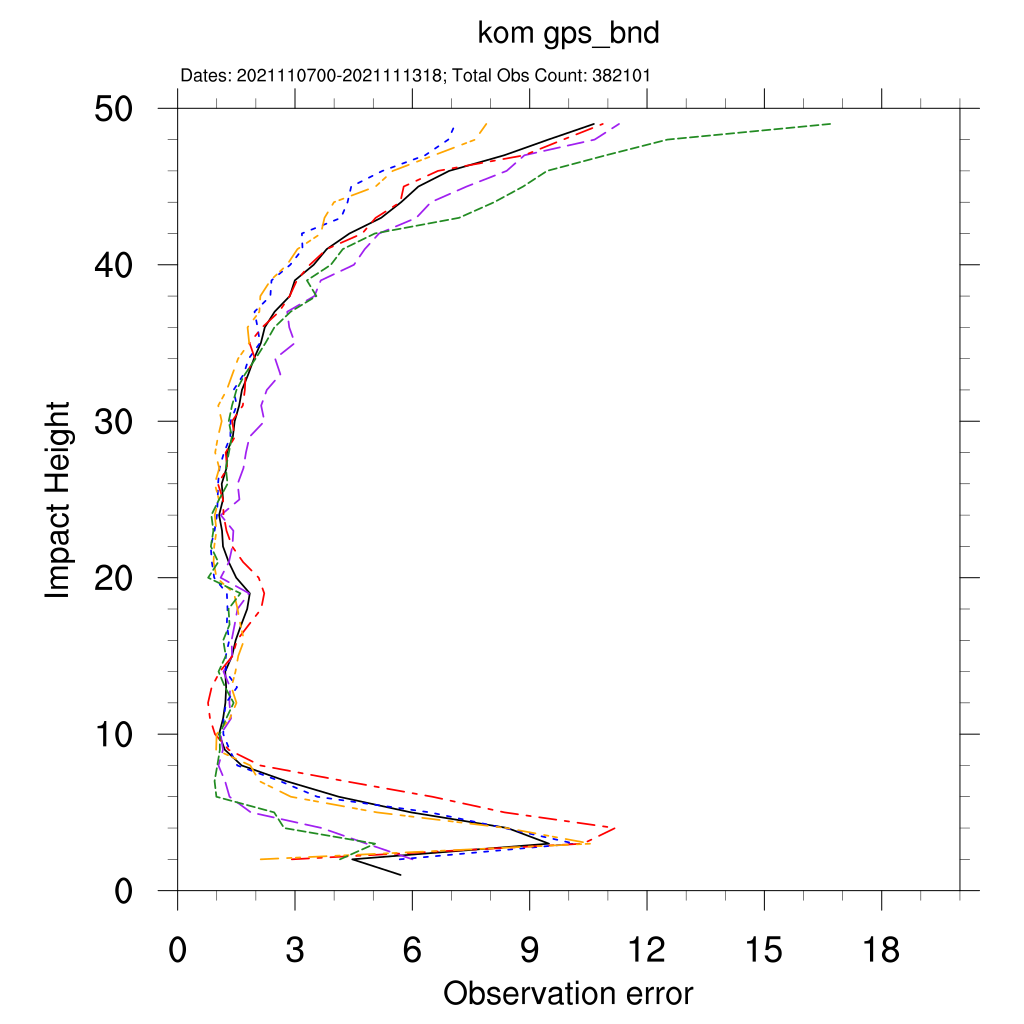 kom gps_bnd
Dates: 2021110700-2021111318; Total Obs Count: 382101
50
40
30
20
10
0
Impact Height
0 3 6 9 12 15 18
Observation error